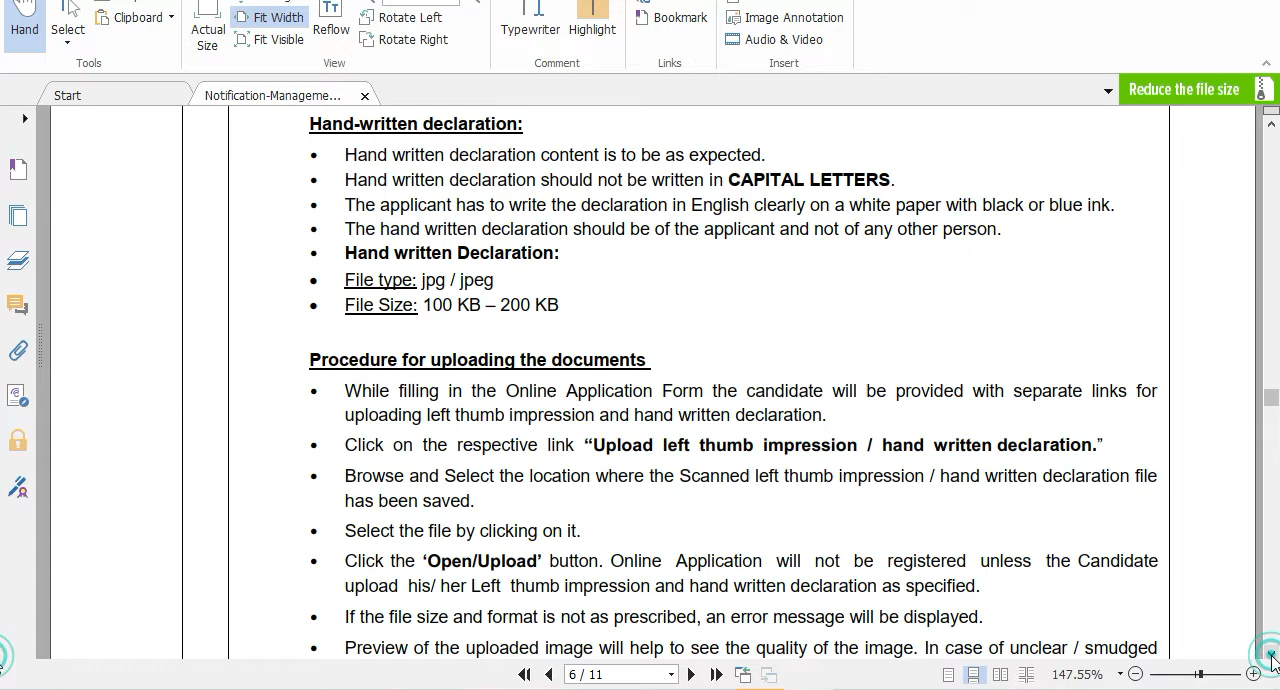 Hand
Select
Clipboard
Tools
Actual Size
Fit Width
Fit Visible
Reflow
Rotate Left
Rotate Right
View
Typewriter
Highlight
Comment
Bookmark
Links
Image Annotation
Audio & Video
Insert
Start
Notification-Manageme...
Reduce the file size
Hand-written declaration:
• Hand written declaration content is to be as expected.
• Hand written declaration should not be written in CAPITAL LETTERS.
• The applicant has to write the declaration in English clearly on a white paper with black or blue ink.
• The hand written declaration should be of the applicant and not of any other person.
• Hand written Declaration:
• File type: jpg / jpeg
• File Size: 100 KB – 200 KB
Procedure for uploading the documents
• While filling in the Online Application Form the candidate will be provided with separate links for
uploading left thumb impression and hand written declaration.
• Click on the respective link “Upload left thumb impression / hand written declaration.”
• Browse and Select the location where the Scanned left thumb impression / hand written declaration file
has been saved.
• Select the file by clicking on it.
• Click the ‘Open/Upload’ button. Online Application will not be registered unless the Candidate
upload his/ her Left thumb impression and hand written declaration as specified.
• If the file size and format is not as prescribed, an error message will be displayed.
• Preview of the uploaded image will help to see the quality of the image. In case of unclear / smudged
6 / 11
147.55%